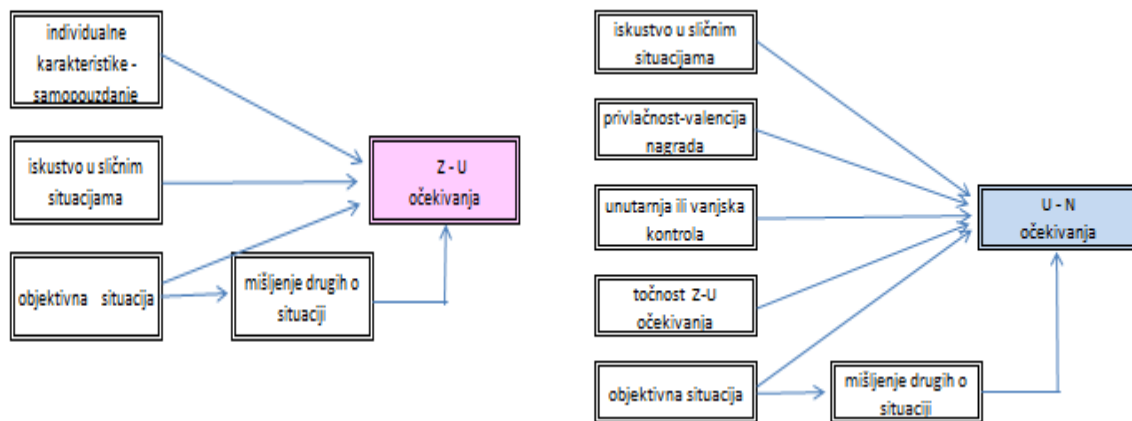 individualne
karakteristike -
samopouzdanje
iskustvo u sličnim
situacijama
objektivna situacija
mišljenje drugih o
situaciji
Z - U
očekivanja
iskustvo u sličnim
situacijama
privlačnost-valencija
nagrada
unutarnja ili vanjska
kontrola
točnost Z-U
očekivanja
objektivna situacija
mišljenje drugih o
situaciji
U - N
očekivanja